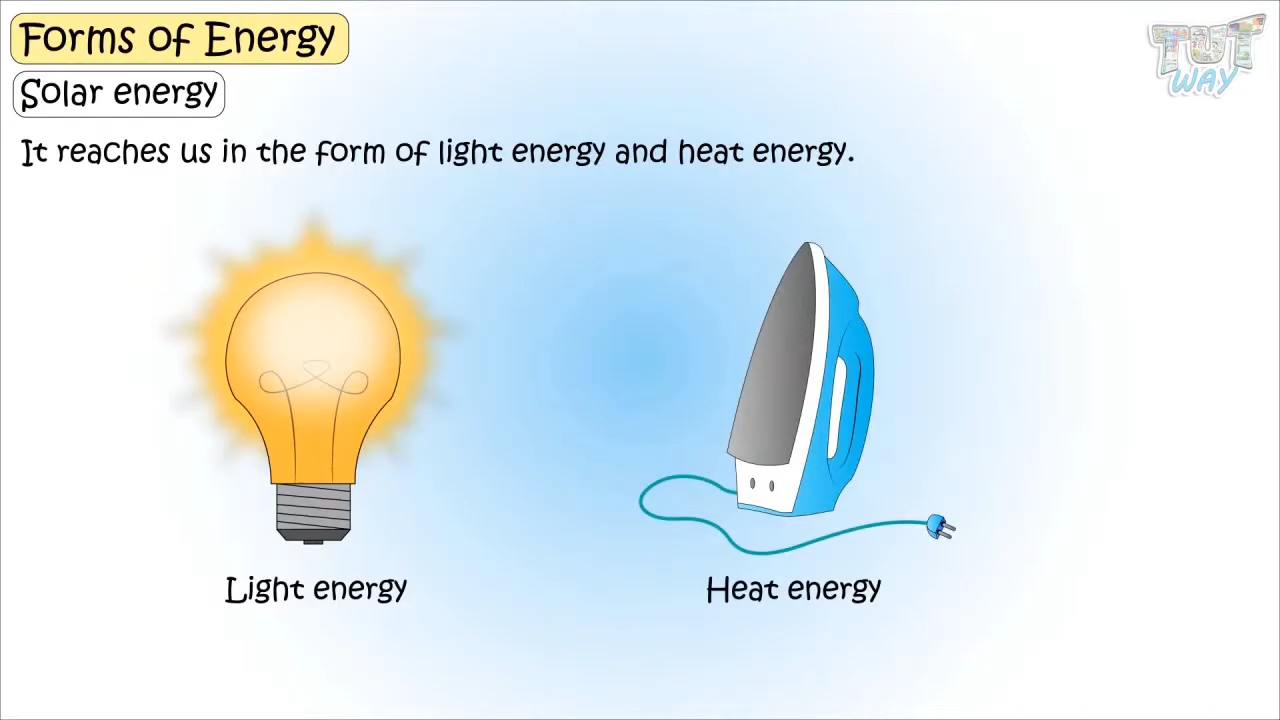 Forms of Energy
TUT
WAY
Solar energy
It reaches us in the form of light energy and heat energy.
Light energy
Heat energy